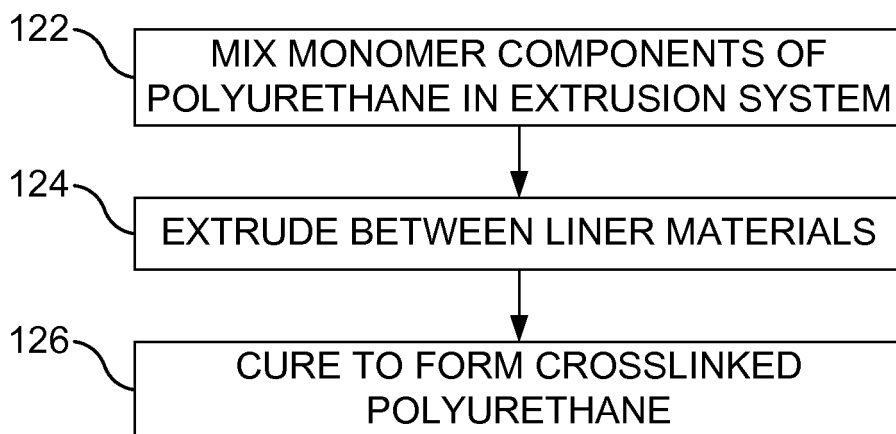 122
MIX MONOMER COMPONENTS OF
POLYURETHANE IN EXTRUSION SYSTEM
124
EXTRUDE BETWEEN LINER MATERIALS
126
CURE TO FORM CROSSLINKED
POLYURETHANE